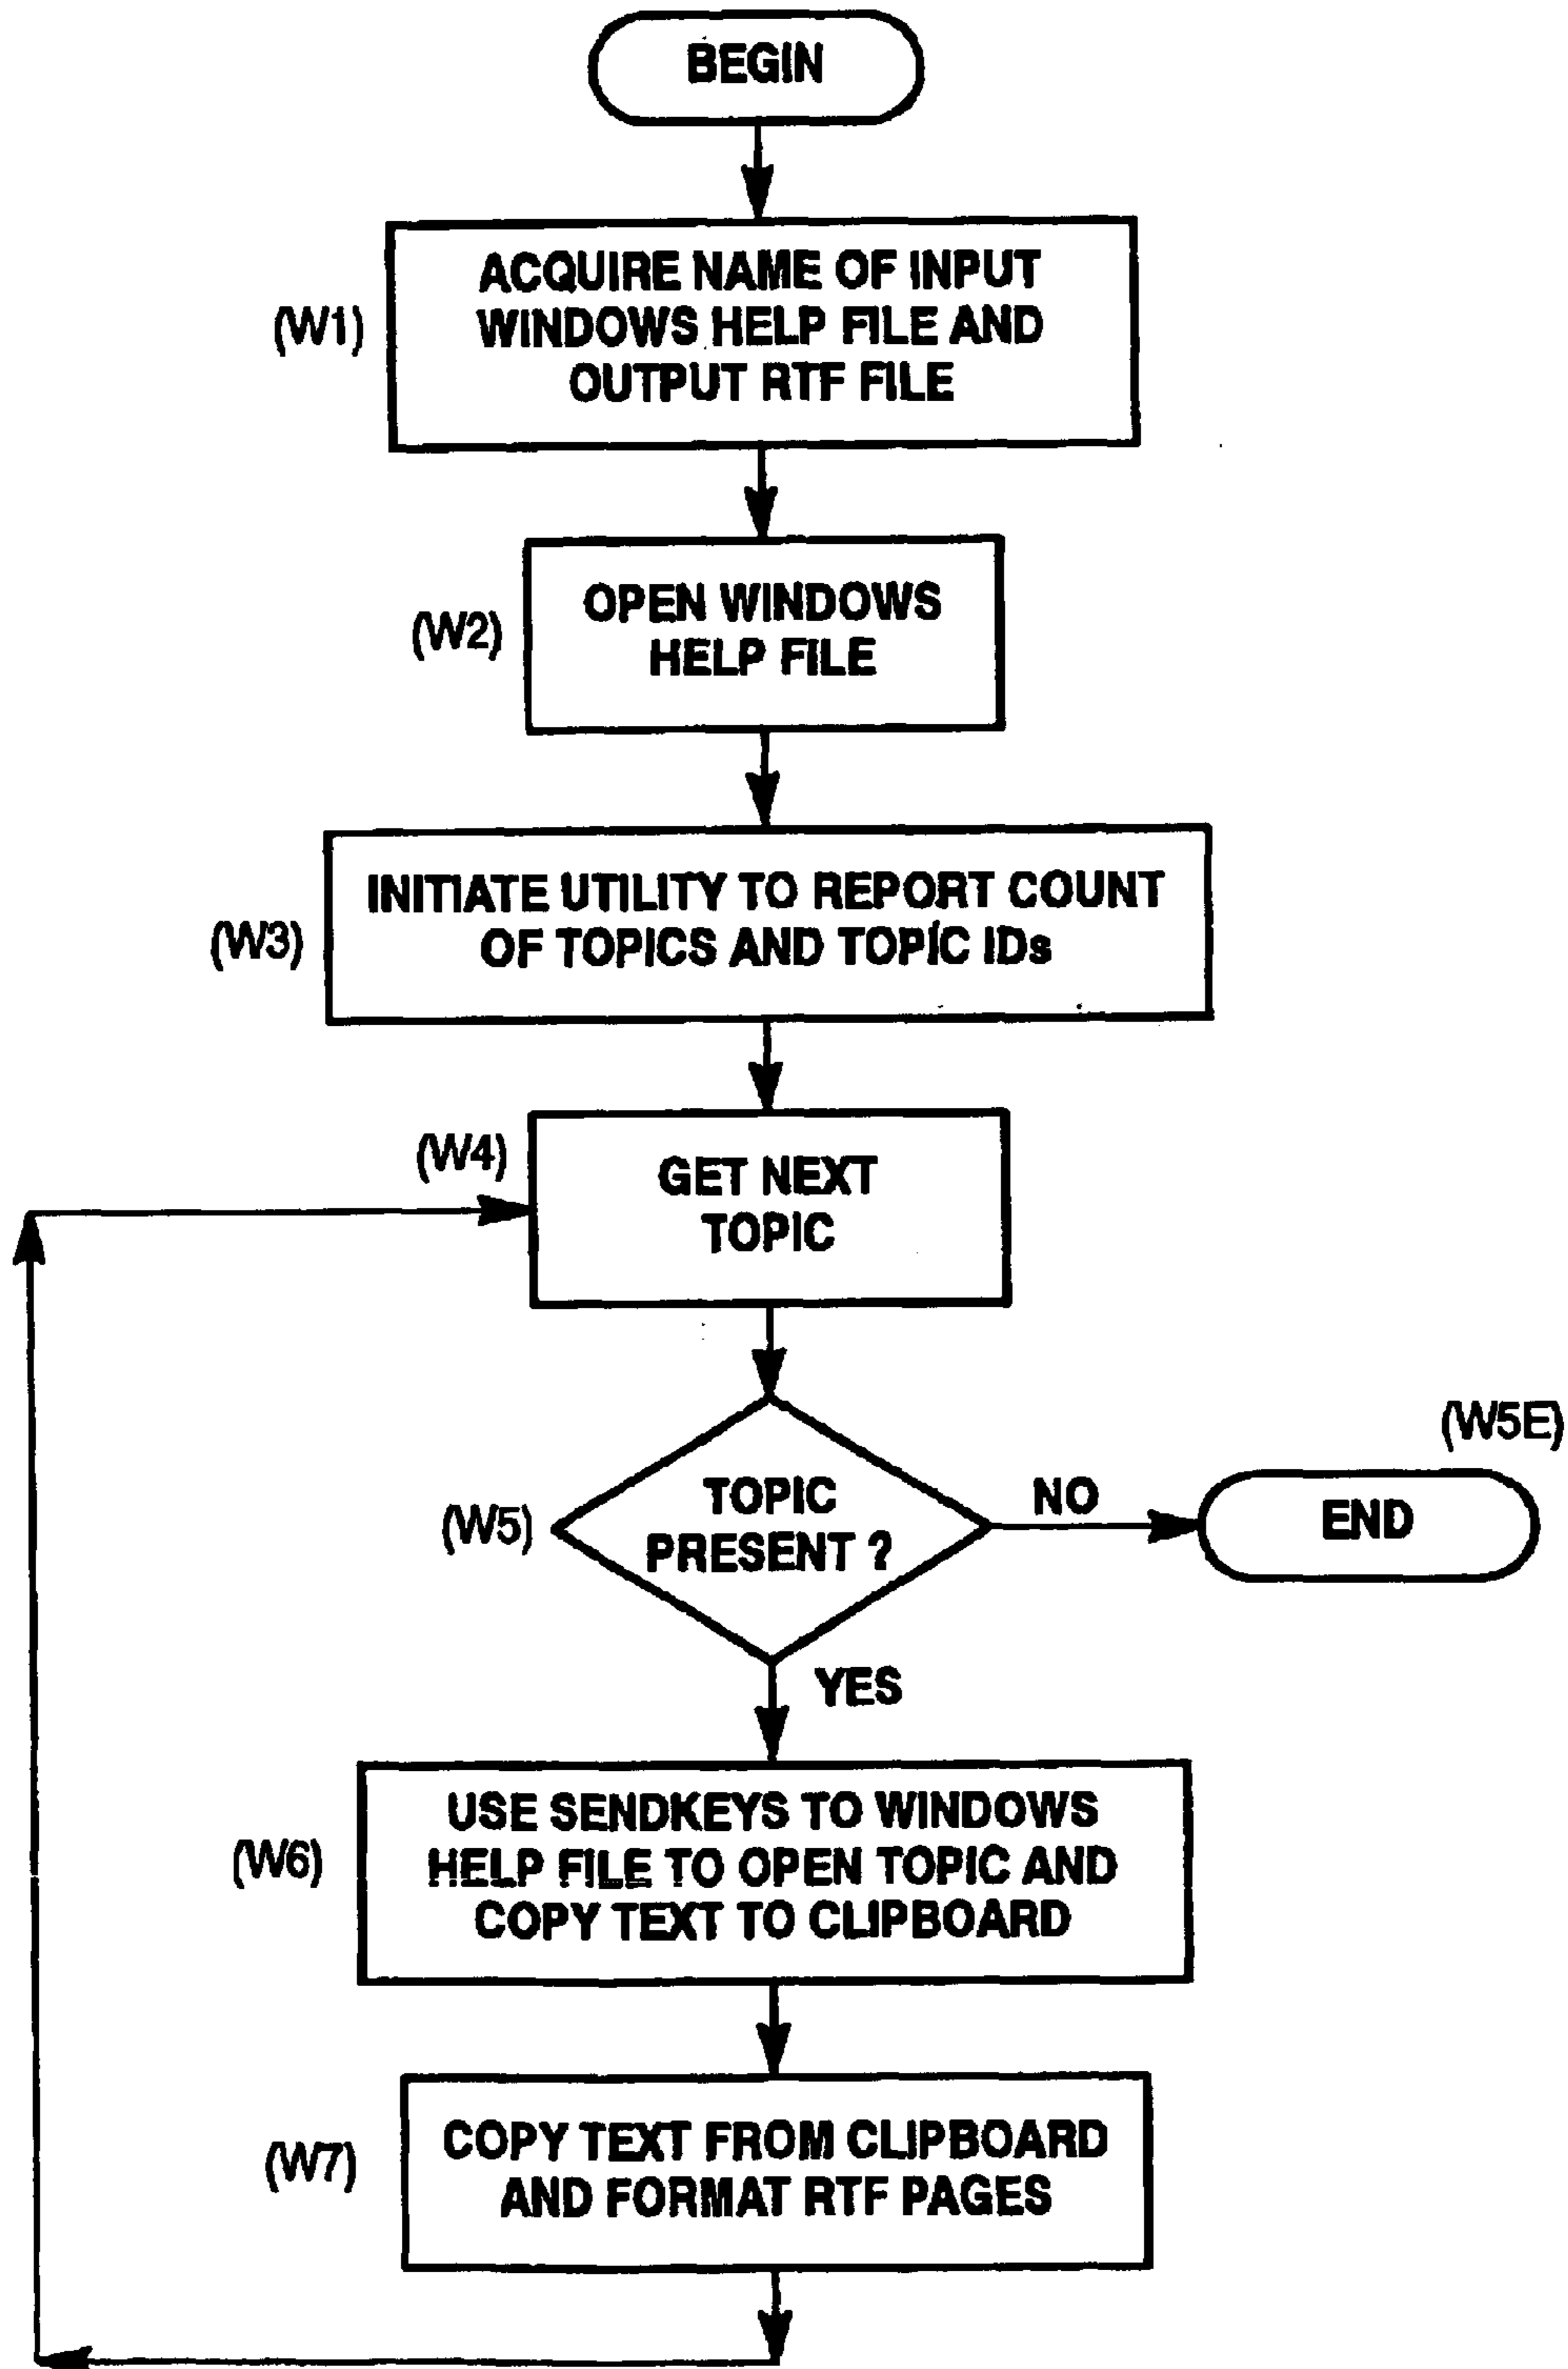 BEGIN
(W1)
ACQUIRE NAME OF INPUT
WINDOWS HELP FILE AND
OUTPUT RTF FILE
(W2)
OPEN WINDOWS
HELP FILE
(W3)
INITIATE UTILITY TO REPORT COUNT
OF TOPICS AND TOPIC IDs
(W4)
GET NEXT
TOPIC
(W5)
TOPIC
PRESENT ?
NO
(W5E)
END
YES
(W6)
USE SENDKEYS TO WINDOWS
HELP FILE TO OPEN TOPIC AND
COPY TEXT TO CLIPBOARD
(W7)
COPY TEXT FROM CLIPBOARD
AND FORMAT RTF PAGES